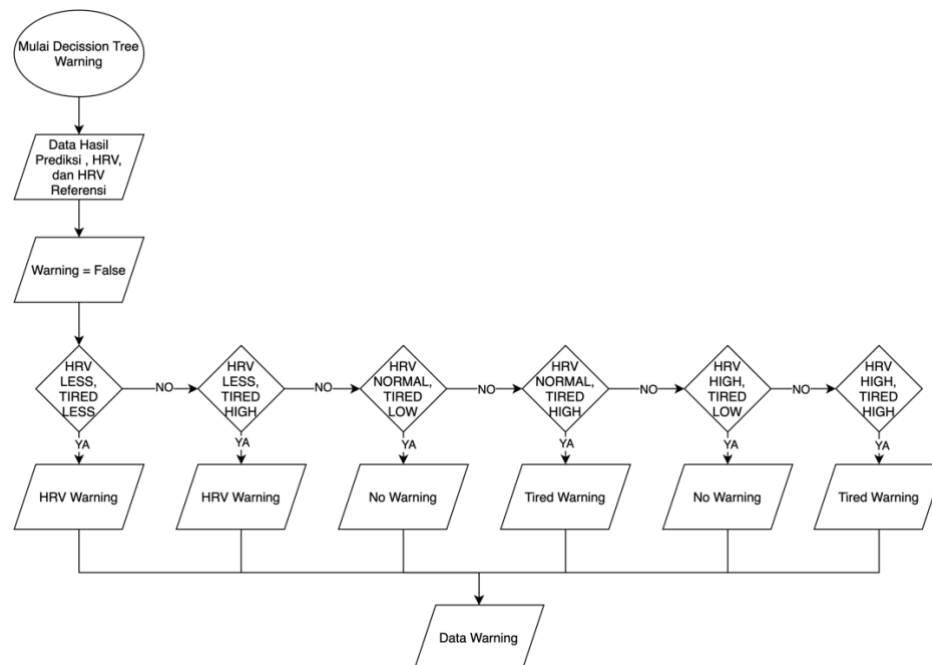 Mulai Decission Tree
Warning
Data Hasil
Prediksi , HRV,
dan HRV
Referensi
Warning = False
HRV
LESS,
TIRED
LESS
NO
HRV
LESS,
TIRED
HIGH
NO
HRV
NORMAL,
TIRED
LOW
NO
HRV
NORMAL,
TIRED
HIGH
NO
HRV
HIGH,
TIRED
LOW
NO
HRV
HIGH,
TIRED
HIGH
YA
YA
YA
YA
YA
YA
HRV Warning
HRV Warning
No Warning
Tired Warning
No Warning
Tired Warning
Data Warning